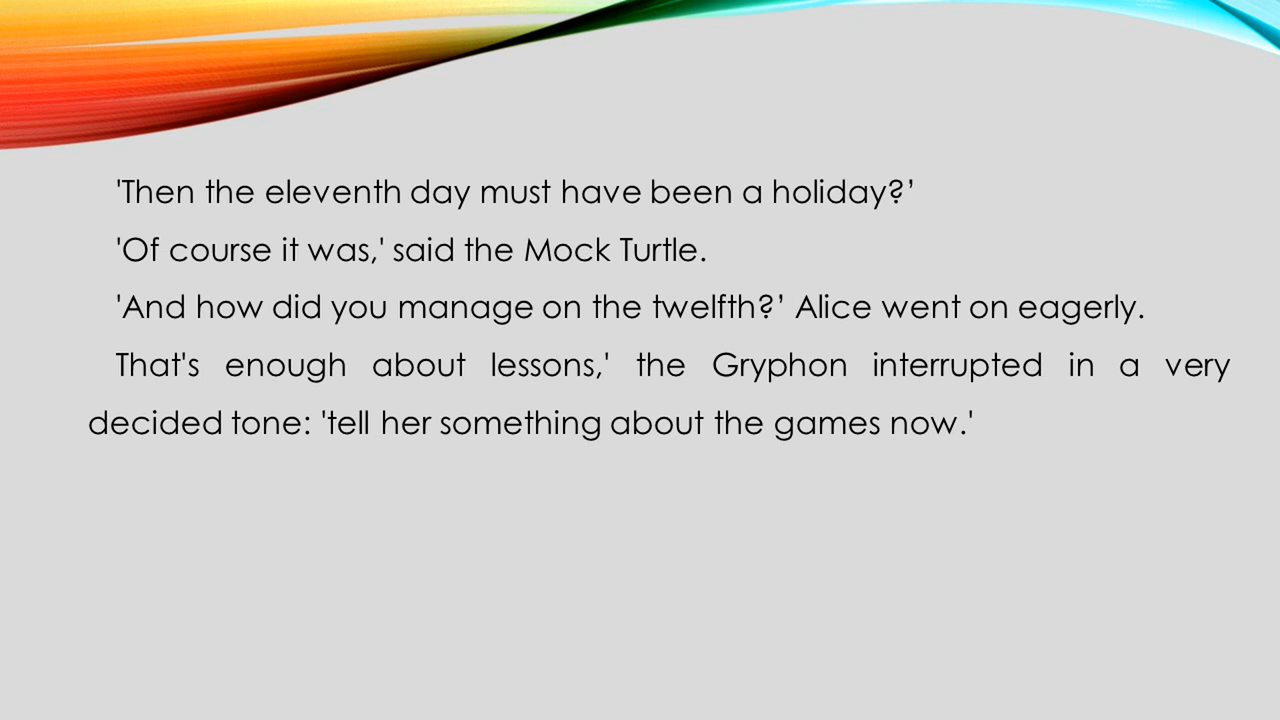 'Then the eleventh day must have been a holiday?’
'Of course it was,' said the Mock Turtle.
'And how did you manage on the twelfth?’ Alice went on eagerly.
That's enough about lessons,' the Gryphon interrupted in a very
decided tone: 'tell her something about the games now.'